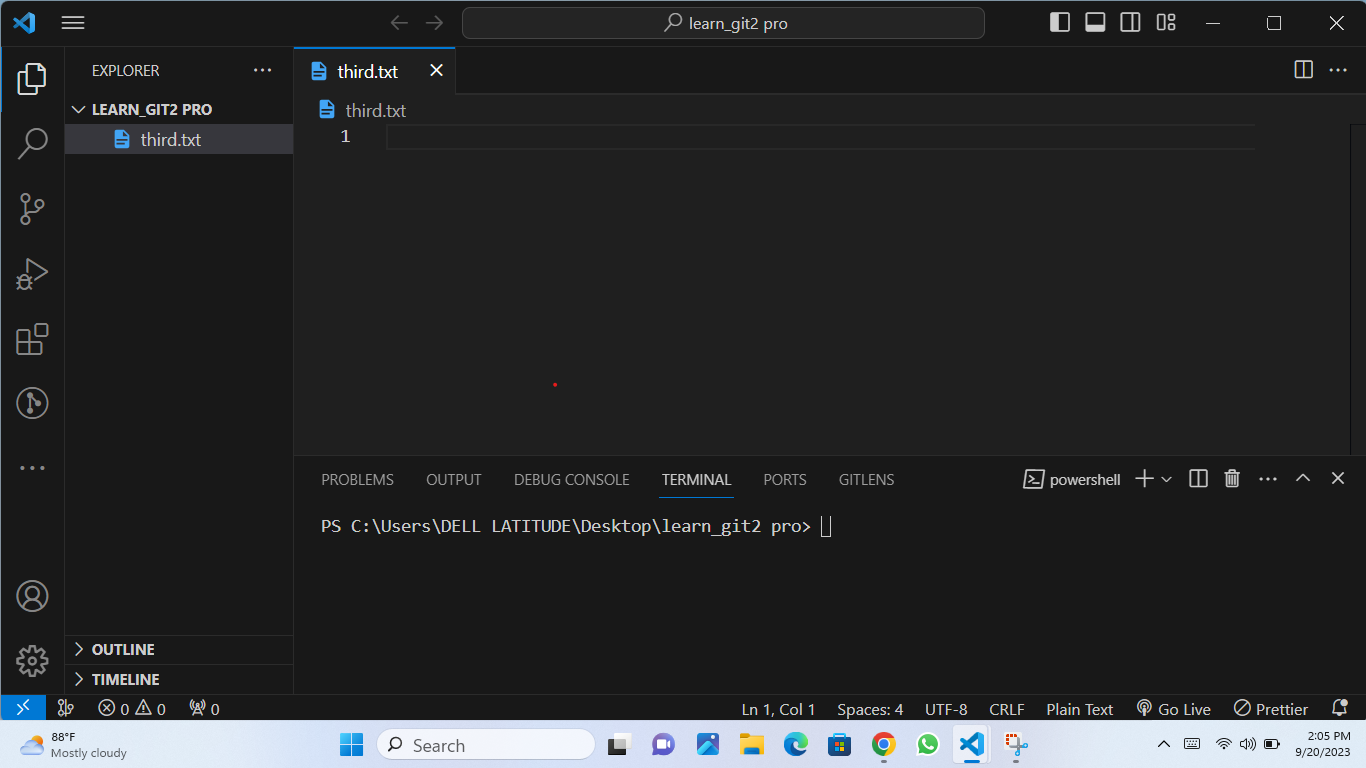 learn_git2 pro
EXPLORER
LEARN_GIT2 PRO
third.txt
OUTLINE
TIMELINE
third.txt
third.txt
1
PROBLEMS OUTPUT DEBUG CONSOLE TERMINAL PORTS GITLENS powershell
PS C:\Users\DELL LATITUDE\Desktop\learn_git2 pro>
0 0 0 Ln 1, Col 1 Spaces: 4 UTF-8 CRLF Plain Text Go Live Prettier
88°F
Mostly cloudy
Search
2:05 PM
9/20/2023